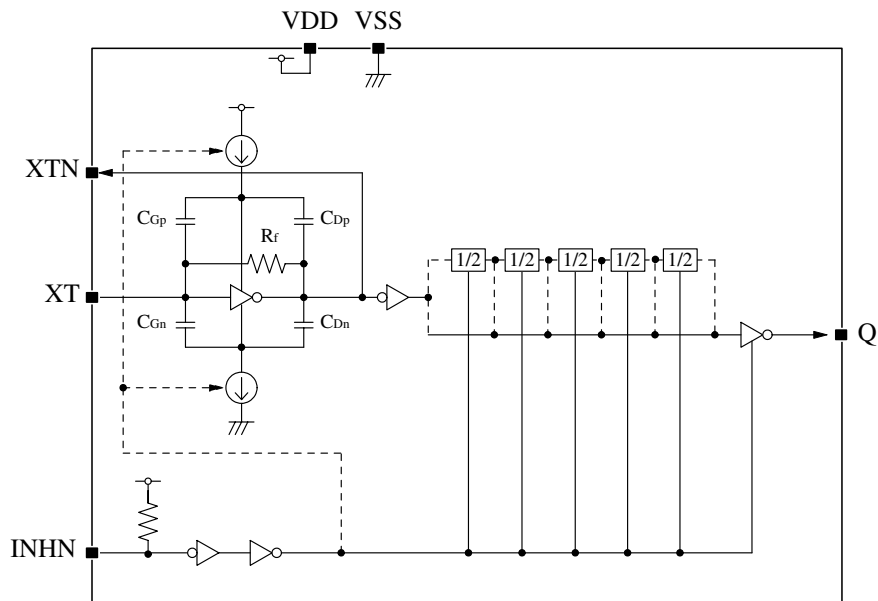 VDD VSS
XTN
CGp
CDp
Rf
1/2 1/2 1/2 1/2 1/2
XT
CGn
CDn
Q
INHN